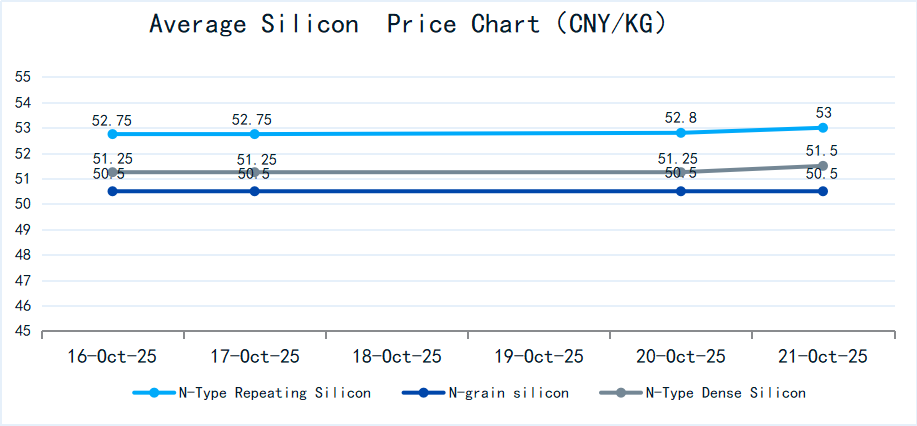 Average Silicon  Price Chart（CNY/KG）
55
54
53
52
51
50
49
48
47
46
45
52.75 52.75 52.8 53
51.25 51.25 51.25 51.5
50.5 50.5 50.5 50.5
16-Oct-25 17-Oct-25 18-Oct-25 19-Oct-25 20-Oct-25 21-Oct-25
N-Type Repeating Silicon N-grain silicon N-Type Dense Silicon